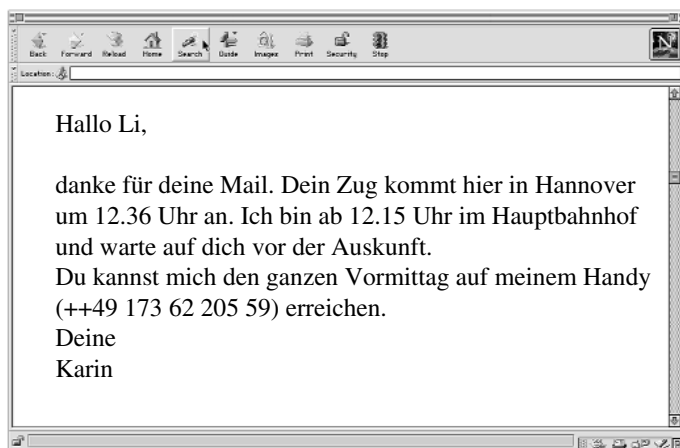 Back Forward Reload Home Search Guide Images Print Security Stop
N
Location:
Hallo Li,
danke für deine Mail. Dein Zug kommt hier in Hannover
um 12.36 Uhr an. Ich bin ab 12.15 Uhr im Hauptbahnhof
und warte auf dich vor der Auskunft.
Du kannst mich den ganzen Vormittag auf meinem Handy
(++49 173 62 205 59) erreichen.
Deine
Karin